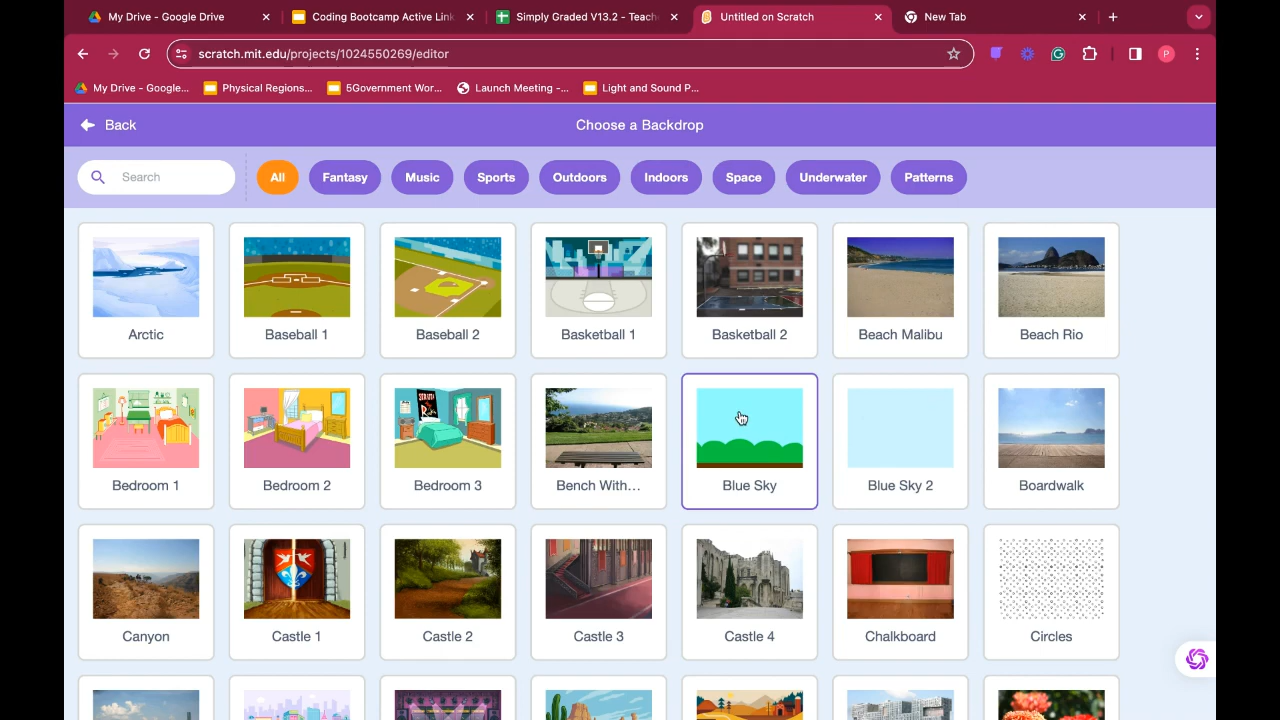 My Drive - Google Drive
Coding Bootcamp Active Link
Simply Graded V13.2 - Teach
Untitled on Scratch
New Tab
scratch.mit.edu/projects/1024550269/editor
P
My Drive - Google...
Physical Regions...
5Government Wor...
Launch Meeting -...
Light and Sound P...
Back
Choose a Backdrop
Search
All
Fantasy
Music
Sports
Outdoors
Indoors
Space
Underwater
Patterns
Arctic
Baseball 1
Baseball 2
Basketball 1
Basketball 2
Beach Malibu
Beach Rio
Bedroom 1
Bedroom 2
Bedroom 3
Bench With...
Blue Sky
Blue Sky 2
Boardwalk
Canyon
Castle 1
Castle 2
Castle 3
Castle 4
Chalkboard
Circles